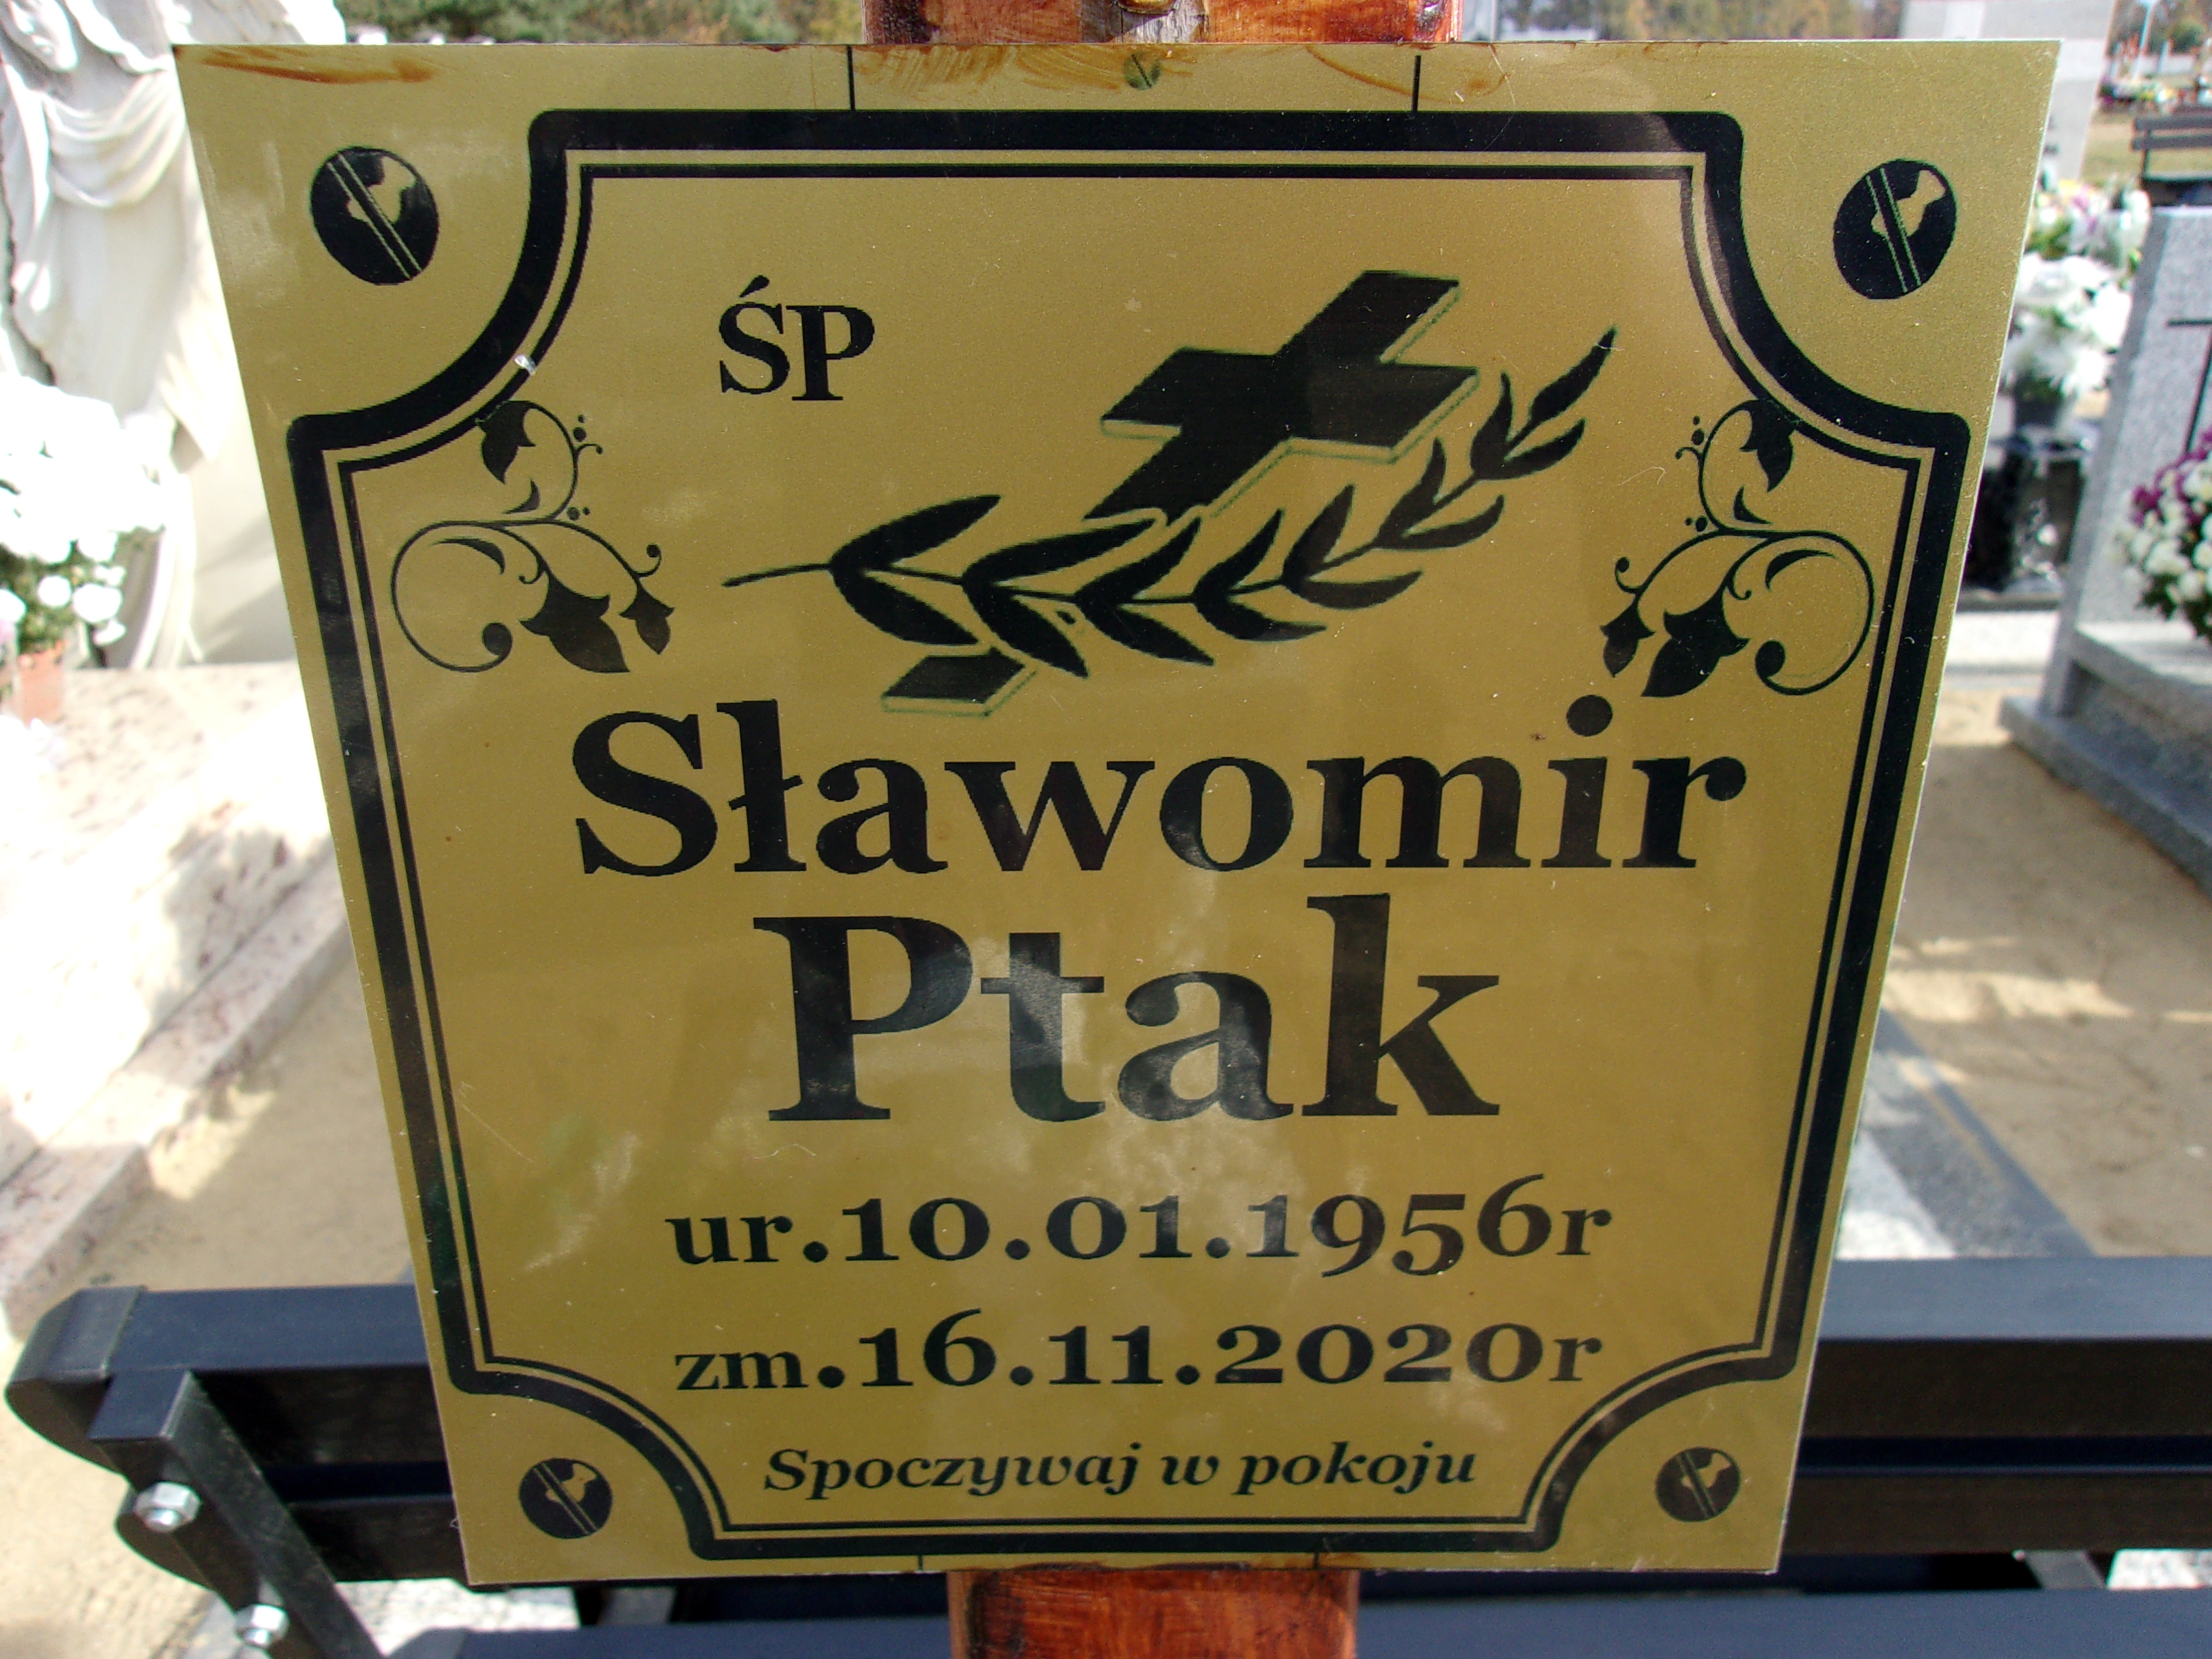 ŚP
Sławomir
Ptak
ur.10.01.1956r
zm.16.11.2020r
Spoczywaj w pokoju